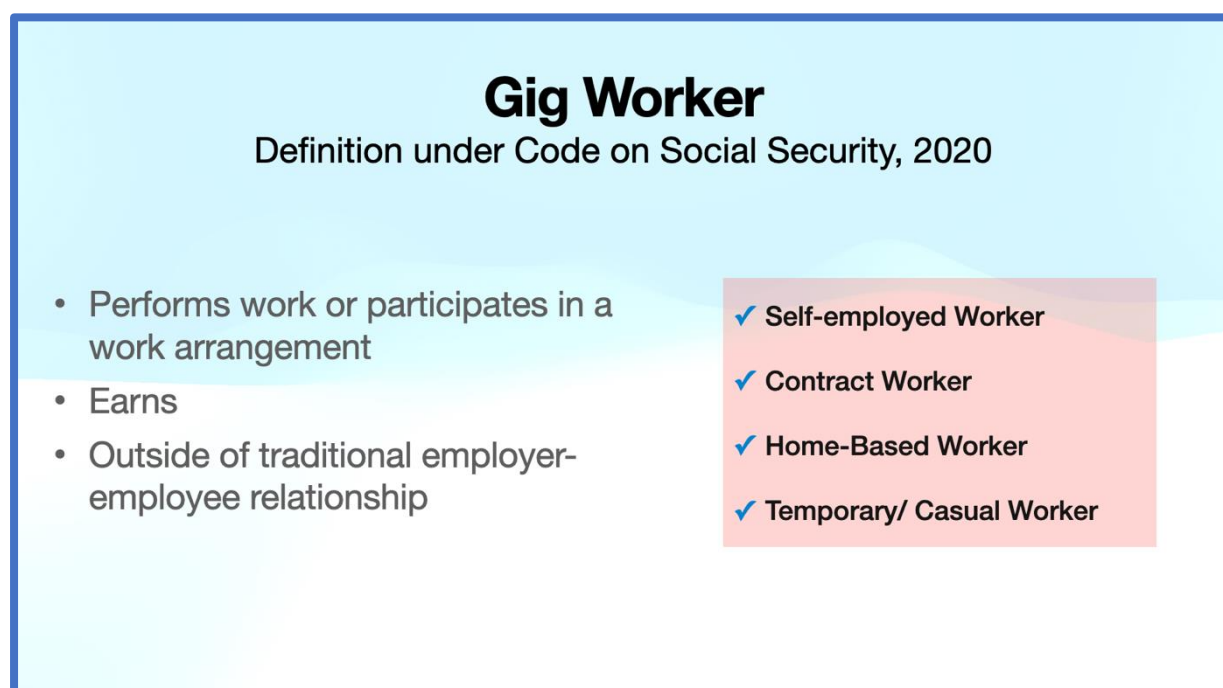 Gig Worker
Definition under Code on Social Security, 2020
• Performs work or participates in a
work arrangement
• Earns
• Outside of traditional employer-
employee relationship
✓ Self-employed Worker
✓ Contract Worker
✓ Home-Based Worker
✓ Temporary/ Casual Worker